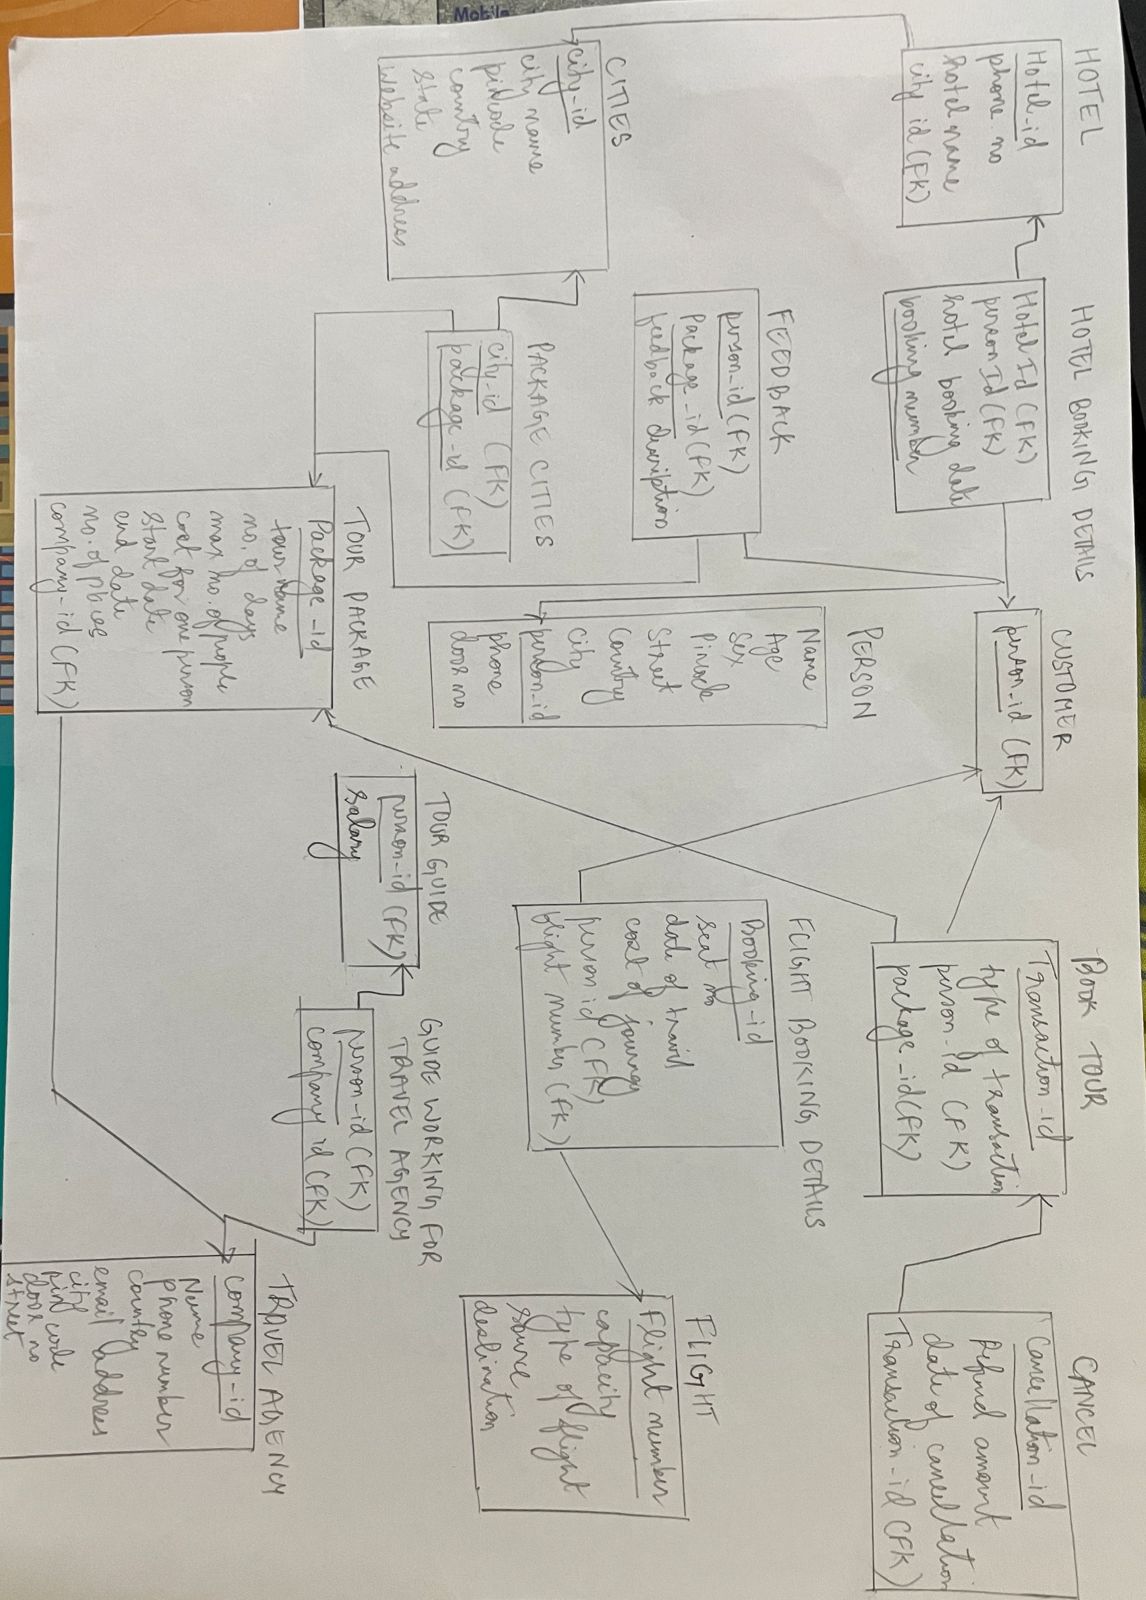 Mobile
HOTEL
Hotel-id
phone no
hotel name
city id (FK)
HOTEL BOOKING DETAILS
Hotel Id (FK)
person Id (FK)
hotel booking date
booking number
CUSTOMER
person-id (FK)
BOOK TOUR
Transaction-id
type of transaction
person-id (FK)
package-id (FK)
CANCEL
Cancellation-id
Refind amount
date of cancellation
Transaction-id (FK)
CITIES
city-id
city name
pincode
country
state
website address
FEEDBACK
person-id (FK)
Package-id (FK)
feedback description
PERSON
Name
Age
Sex
Pincode
Street
Country
City
person-id
phone
door no
FLIGHT BOOKING DETAILS
Booking-id
seat no
date of travel
cost of journey
person id (FK)
flight number (FK)
FLIGHT
Flight number
capacity
type of flight
source
destination
PACKAGE CITIES
city-id (FK)
package-id (FK)
TOUR PACKAGE
Package-id
tour name
no. of days
max no. of people
cost for one person
start date
end date
no. of places
company-id (FK)
TOUR GUIDE
person-id (FK)
salary
GUIDE WORKING FOR
TRAVEL AGENCY
person-id (FK)
company id (FK)
TRAVEL AGENCY
company-id
Name
phone number
country
email address
city
pin code
door no
street